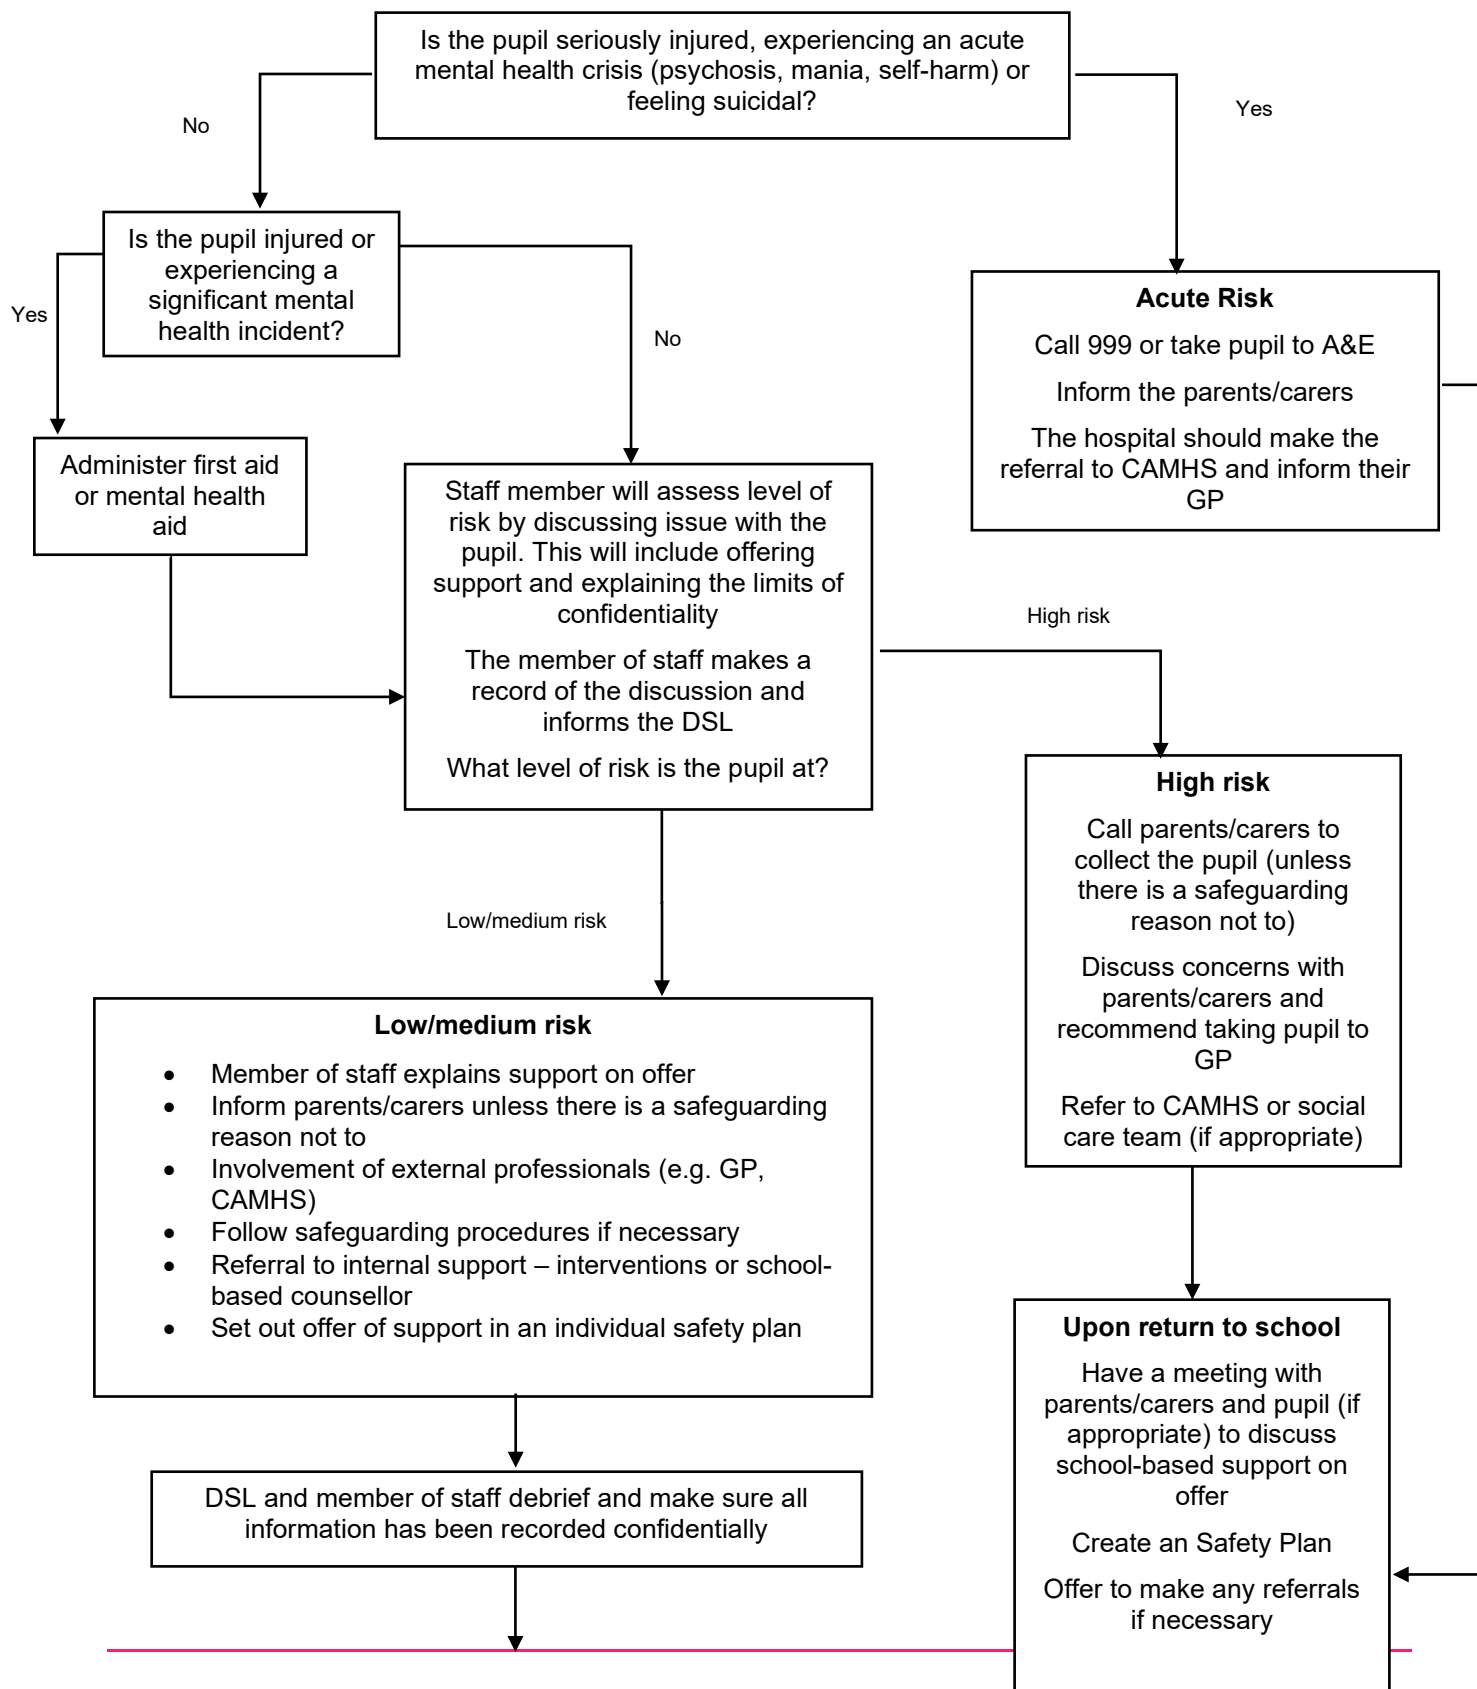 Is the pupil seriously injured, experiencing an acute
mental health crisis (psychosis, mania, self-harm) or
feeling suicidal?
No
Yes
Is the pupil injured or
experiencing a
significant mental
health incident?
Yes
No
Acute Risk
Call 999 or take pupil to A&E
Inform the parents/carers
The hospital should make the
referral to CAMHS and inform their
GP
Administer first aid
or mental health
aid
Staff member will assess level of
risk by discussing issue with the
pupil. This will include offering
support and explaining the limits of
confidentiality
The member of staff makes a
record of the discussion and
informs the DSL
What level of risk is the pupil at?
High risk
High risk
Call parents/carers to
collect the pupil (unless
there is a safeguarding
reason not to)
Discuss concerns with
parents/carers and
recommend taking pupil to
GP
Refer to CAMHS or social
care team (if appropriate)
Low/medium risk
Low/medium risk
• Member of staff explains support on offer
• Inform parents/carers unless there is a safeguarding
reason not to
• Involvement of external professionals (e.g. GP,
CAMHS)
• Follow safeguarding procedures if necessary
• Referral to internal support – interventions or school-
based counsellor
• Set out offer of support in an individual safety plan
Upon return to school
Have a meeting with
parents/carers and pupil (if
appropriate) to discuss
school-based support on
offer
Create an Safety Plan
Offer to make any referrals
if necessary
DSL and member of staff debrief and make sure all
information has been recorded confidentially